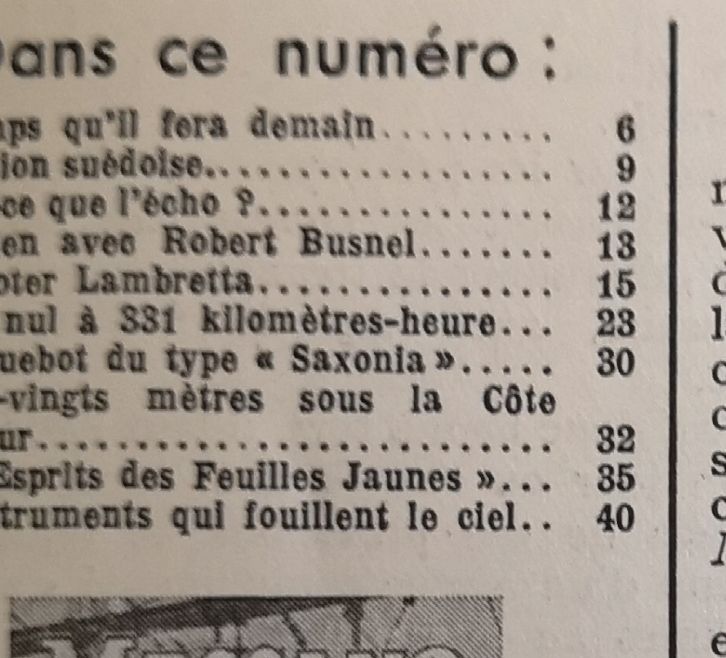 Dans ce numéro :
mps qu'il fera demain.......... 6
ion suédoise.................. 9
-ce que l'écho ?............... 12
en avec Robert Busnel....... 13
oter Lambretta............... 15
nul à 331 kilomètres-heure... 23
uebot du type « Saxonia »..... 30
-vingts mètres sous la Côte
ur........................... 32
Esprits des Feuilles Jaunes »... 35
truments qui fouillent le ciel.. 40